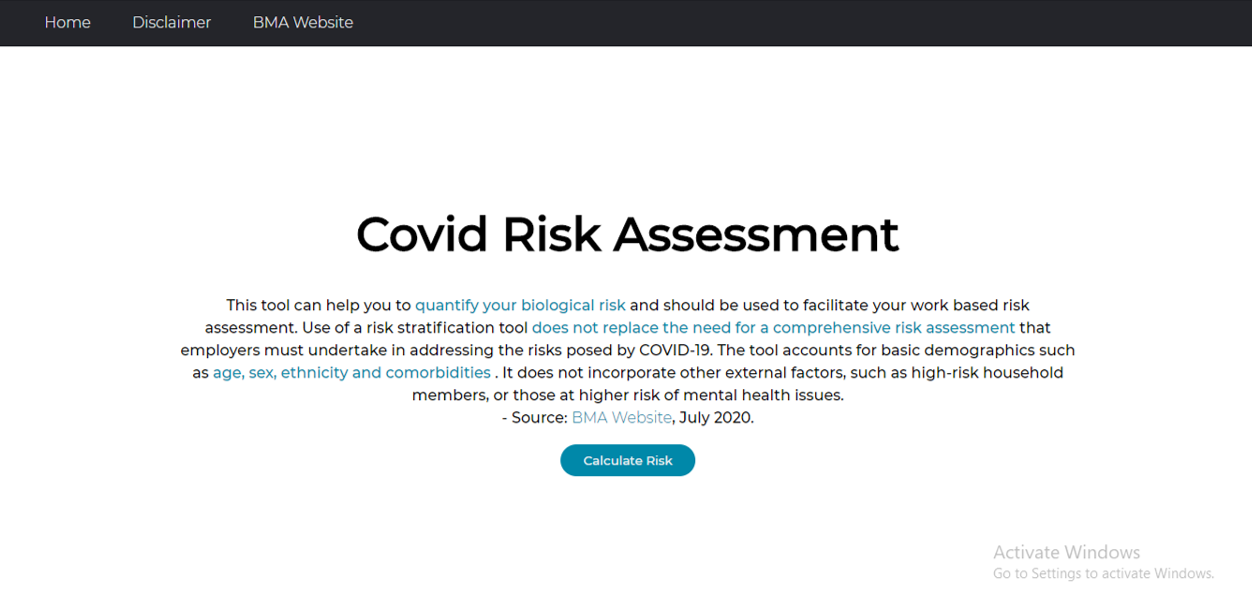 Home Disclaimer BMA Website
Covid Risk Assessment
This tool can help you to quantify your biological risk and should be used to facilitate your work based risk
assessment. Use of a risk stratification tool does not replace the need for a comprehensive risk assessment that
employers must undertake in addressing the risks posed by COVID-19. The tool accounts for basic demographics such
as age, sex, ethnicity and comorbidities . It does not incorporate other external factors, such as high-risk household
members, or those at higher risk of mental health issues.
- Source: BMA Website, July 2020.
Calculate Risk
Activate Windows
Go to Settings to activate Windows.